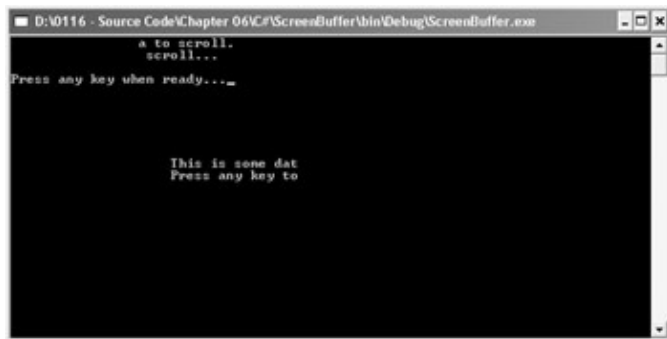 D:\0116 - Source Code\Chapter 06\C#\ScreenBuffer\bin\Debug\ScreenBuffer.exe
a to scroll.
scroll...
Press any key when ready..._
This is some dat
Press any key to